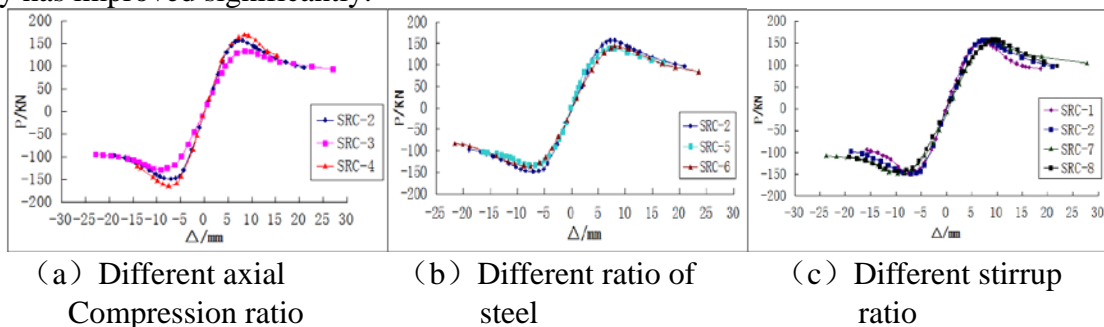 y has improved significantly.
P/KN
200
150
100
50
0
-50
-100
-150
200
-30 -25 -20 -15 -10 -5 0 5 10 15 20 25 30
Δ/mm
SRC-2
SRC-3
SRC-4
P/KN
200
150
100
50
0
-50
-100
-150
200
-25 -20 -15 -10 -5 0 5 10 15 20 25 30
Δ/mm
SRC-2
SRC-5
SRC-6
P/KN
200
150
100
50
0
-50
-100
-150
200
-25 -20 -15 -10 -5 0 5 10 15 20 25 30
Δ/mm
SRC-1
SRC-2
SRC-7
SRC-8
（a）Different axial
Compression ratio
（b）Different ratio of
steel
（c）Different stirrup
ratio